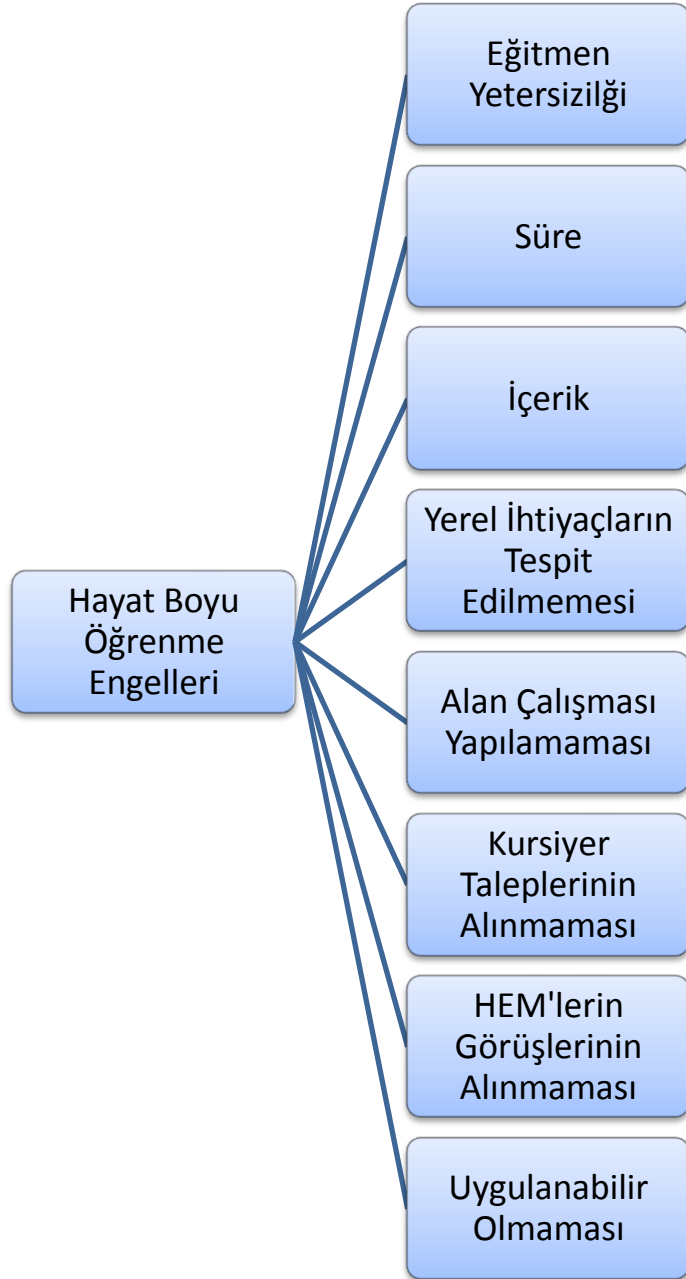 Eğitmen
Yetersizilği
Süre
İçerik
Yerel İhtiyaçların
Tespit
Edilmemesi
Hayat Boyu
Öğrenme
Engelleri
Alan Çalışması
Yapılamaması
Kursiyer
Taleplerinin
Alınmaması
HEM'lerin
Görüşlerinin
Alınmaması
Uygulanabilir
Olmaması